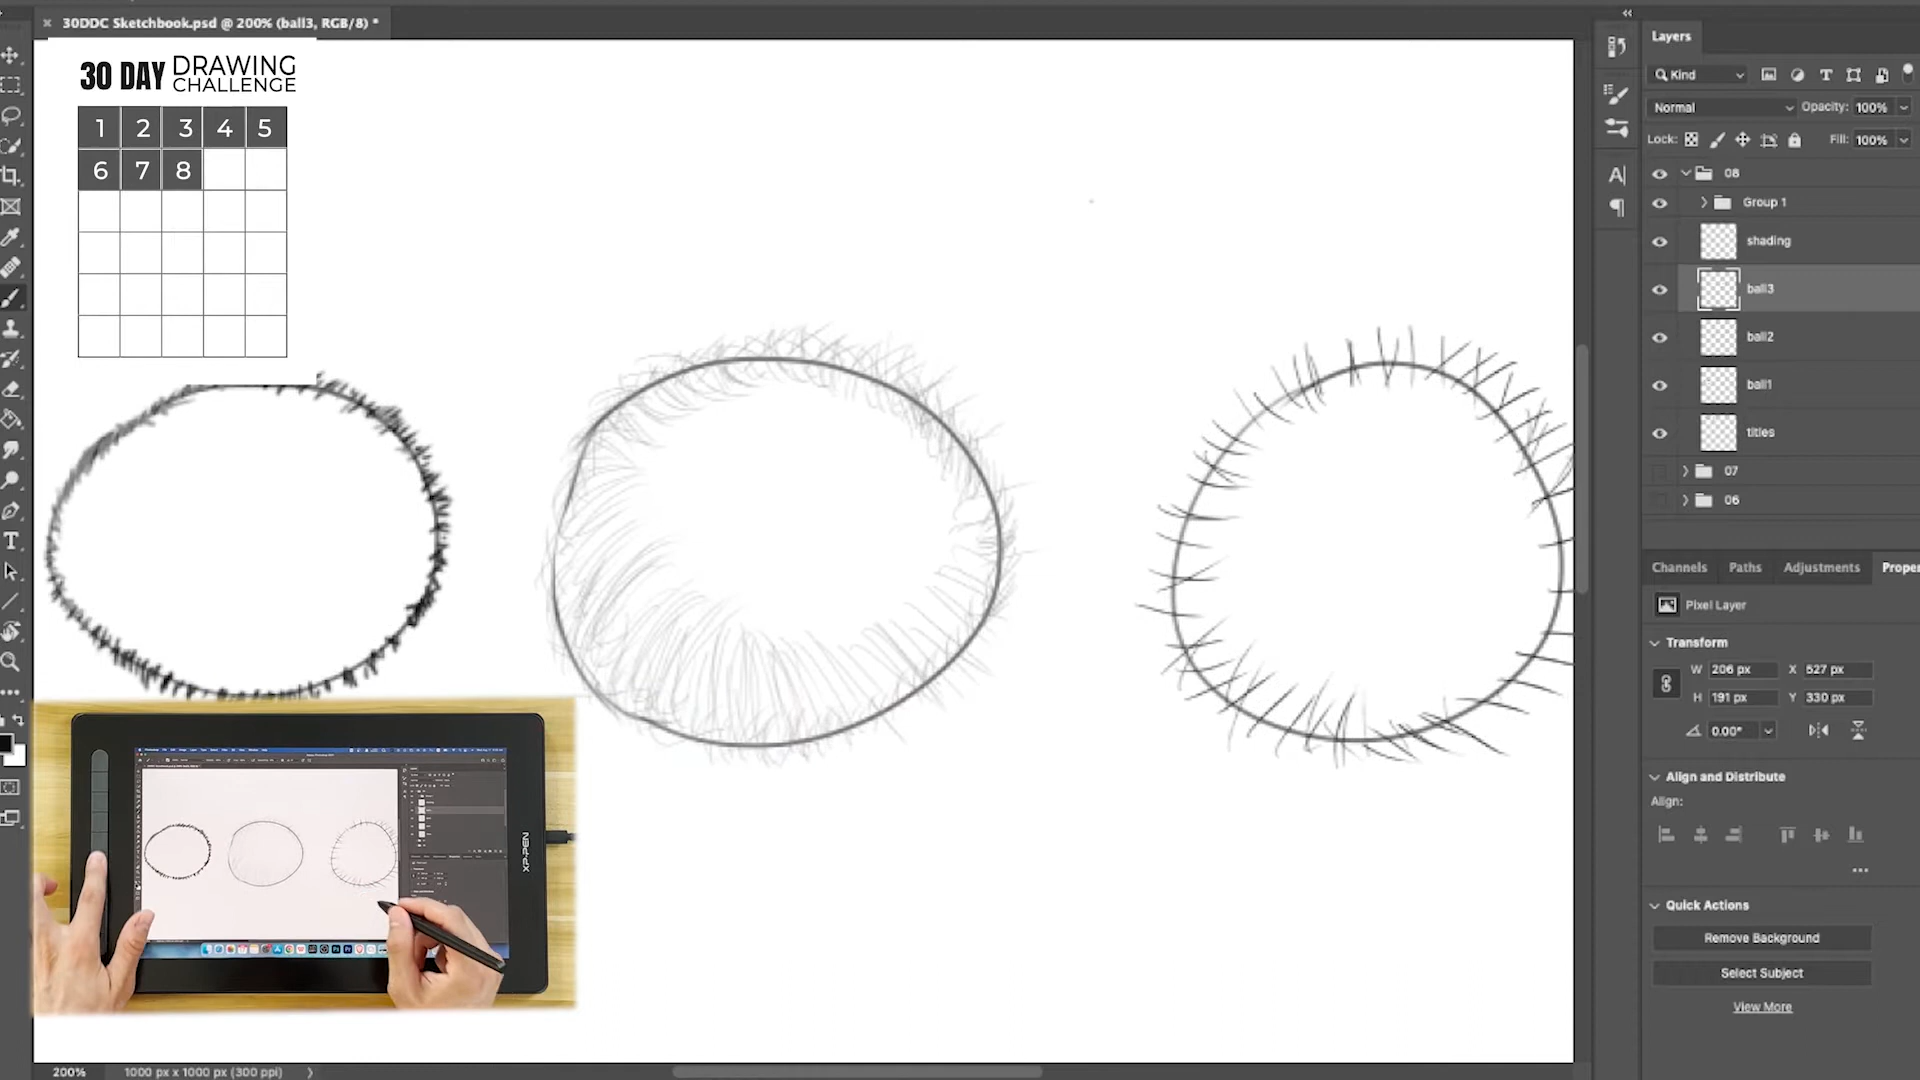 30DDC Sketchbook.psd @ 200% (ball3, RGB/8) *
30 DAY DRAWING CHALLENGE
1 2 3 4 5
6 7 8
Layers
Kind
Normal
Opacity: 100%
Lock:
Fill: 100%
08
Group 1
shading
ball3
ball2
ball1
titles
07
06
Channels Paths Adjustments Prope
Pixel Layer
Transform
W 206 px X 527 px
H 191 px Y 330 px
0.00°
Align and Distribute
Align:
Quick Actions
Remove Background
Select Subject
View More
XPPEN
200% 1000 px x 1000 px (300 ppi)